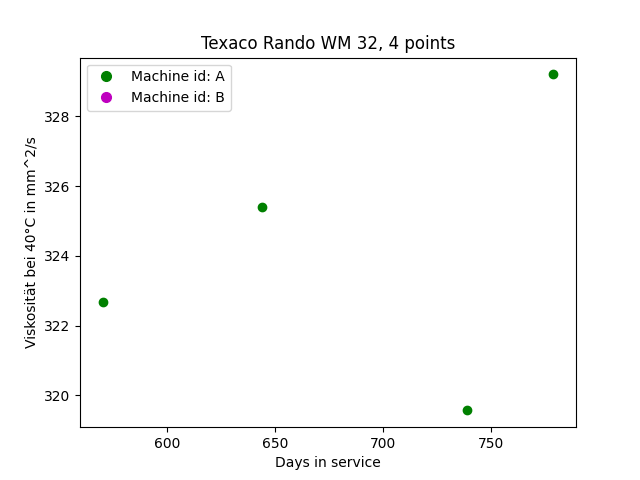 Texaco Rando WM 32, 4 points
Machine id: A
Machine id: B
Viskosität bei 40°C in mm^2/s
328
326
324
322
320
600 650 700 750
Days in service